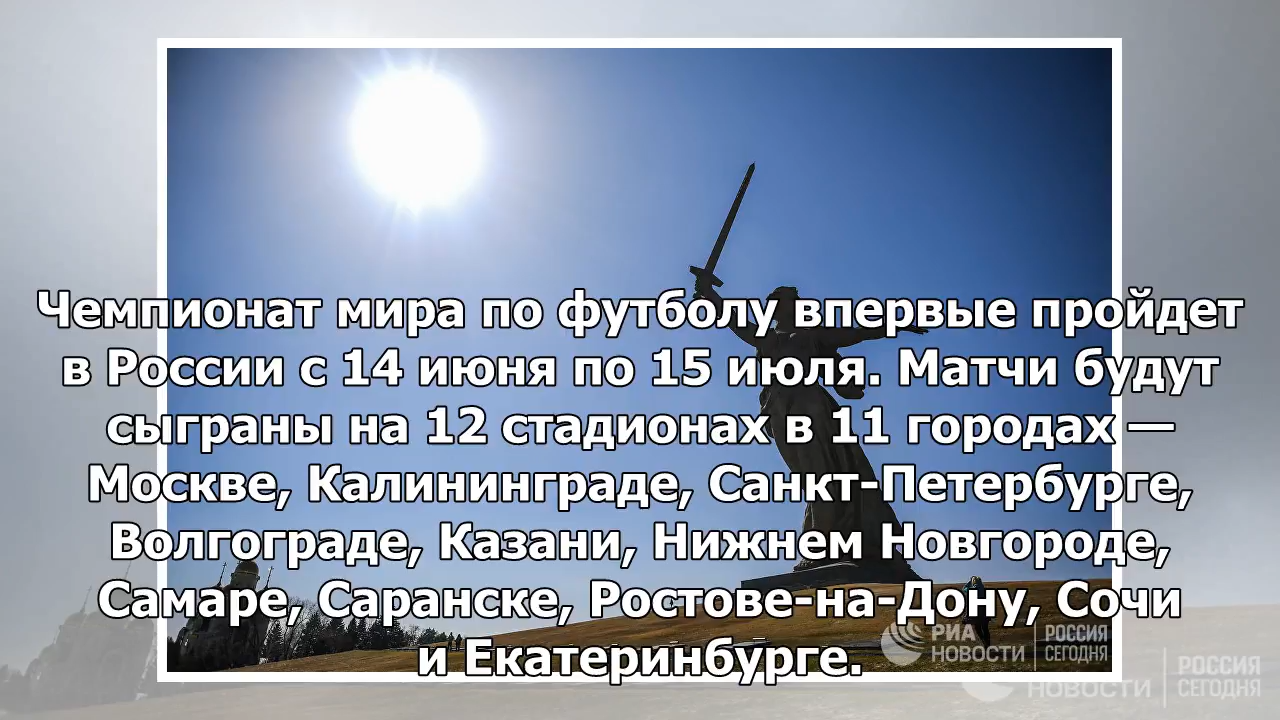 Чемпионат мира по футболу впервые пройдет
в России с 14 июня по 15 июля. Матчи будут
сыграны на 12 стадионах в 11 городах —
Москве, Калининграде, Санкт-Петербурге,
Волгограде, Казани, Нижнем Новгороде,
Самаре, Саранске, Ростове-на-Дону, Сочи
и Екатеринбурге.
РИА
НОВОСТИ
РОССИЯ
СЕГОДНЯ
НОВОСТИ
РОССИЯ
СЕГОДНЯ